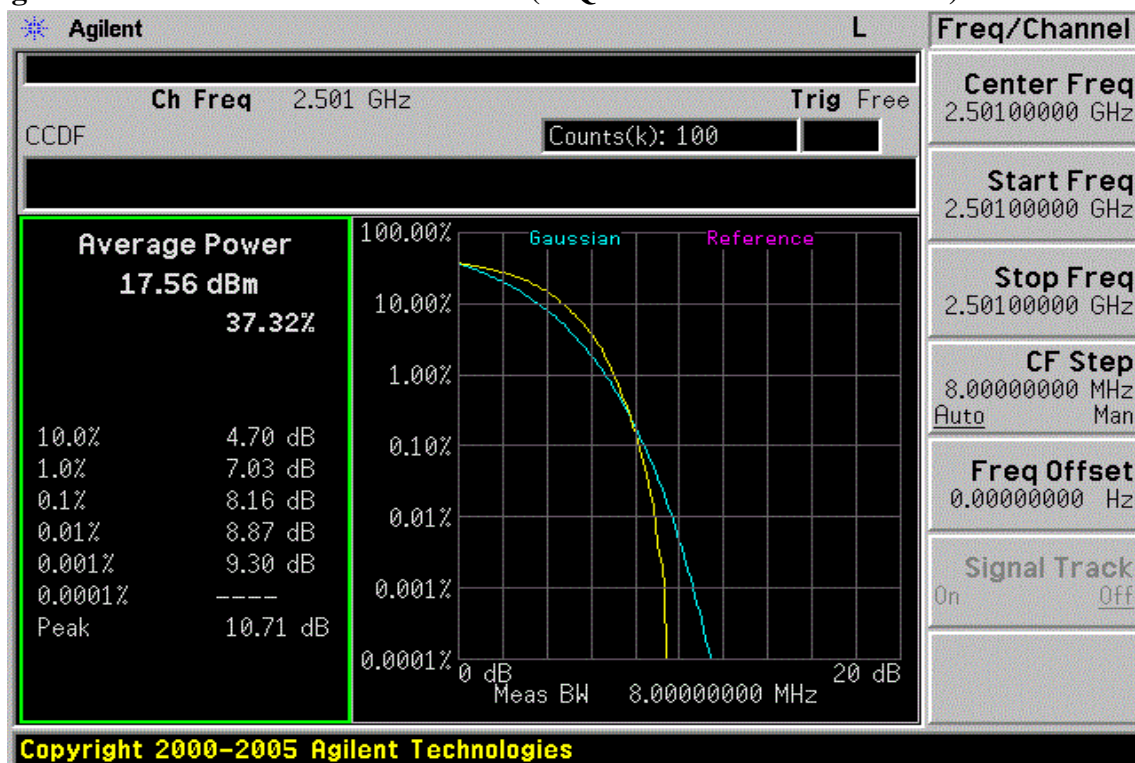 Agilent L
Ch Freq 2.501 GHz Trig Free
CCDF Counts(k): 100
Average Power
17.56 dBm
37.32%
10.0% 4.70 dB
1.0% 7.03 dB
0.1% 8.16 dB
0.01% 8.87 dB
0.001% 9.30 dB
0.0001% ----
Peak 10.71 dB
100.00%
10.00%
1.00%
0.10%
0.01%
0.001%
0.0001%
Gaussian Reference
0 dB 20 dB
Meas BW 8.00000000 MHz
Freq/Channel
Center Freq
2.50100000 GHz
Start Freq
2.50100000 GHz
Stop Freq
2.50100000 GHz
CF Step
8.00000000 MHz
Auto Man
Freq Offset
0.00000000 Hz
Signal Track
On Off
Copyright 2000-2005 Agilent Technologies